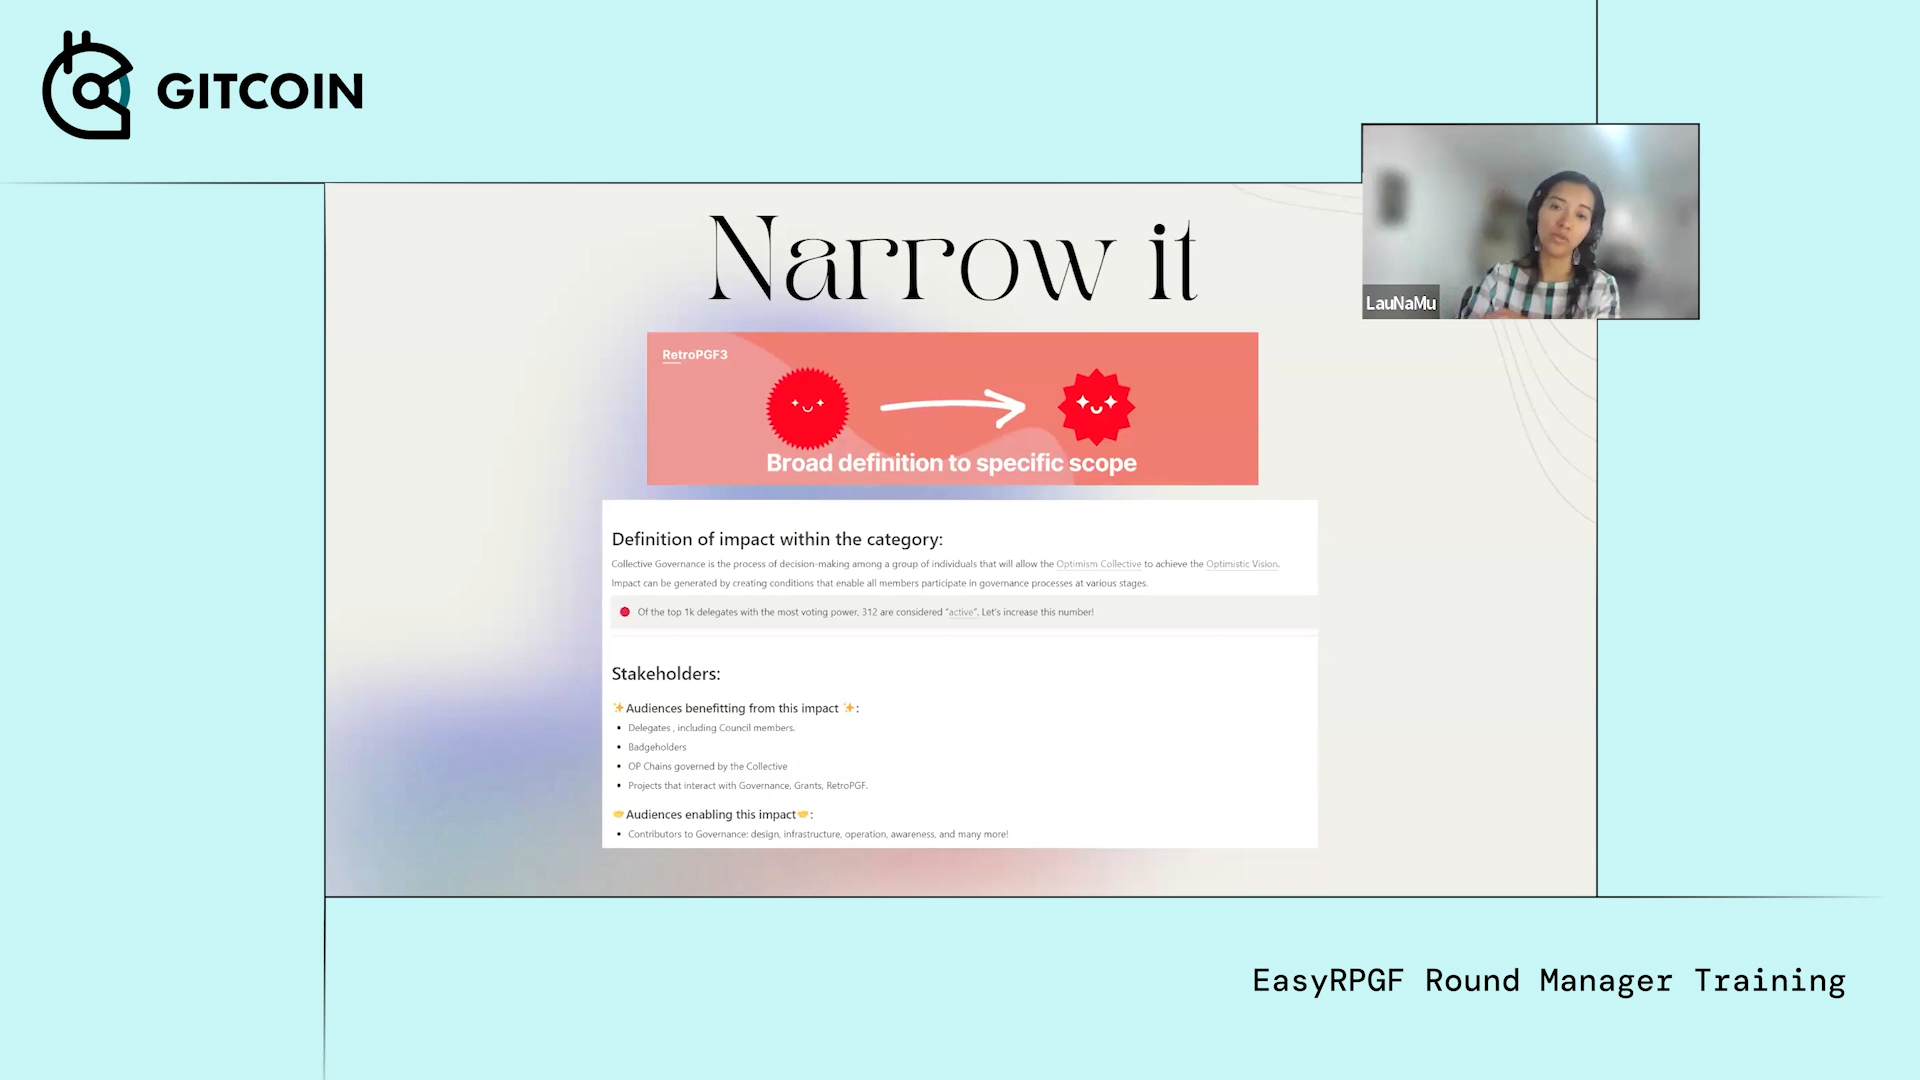 GITCOIN
Narrow it
LauNaMu
RetroPGF3
Broad definition to specific scope
Definition of impact within the category:
Collective Governance is the process of decision-making among a group of individuals that will allow the Optimism Collective to achieve the Optimistic Vision.
Impact can be generated by creating conditions that enable all members participate in governance processes at various stages.
Of the top 1k delegates with the most voting power, 312 are considered "active". Let's increase this number!
Stakeholders:
✨Audiences benefitting from this impact ✨:
• Delegates , including Council members.
• Badgeholders
• OP Chains governed by the Collective
• Projects that interact with Governance, Grants, RetroPGF.
🤝Audiences enabling this impact🤝:
• Contributors to Governance: design, infrastructure, operation, awareness, and many more!
EasyRPGF Round Manager Training